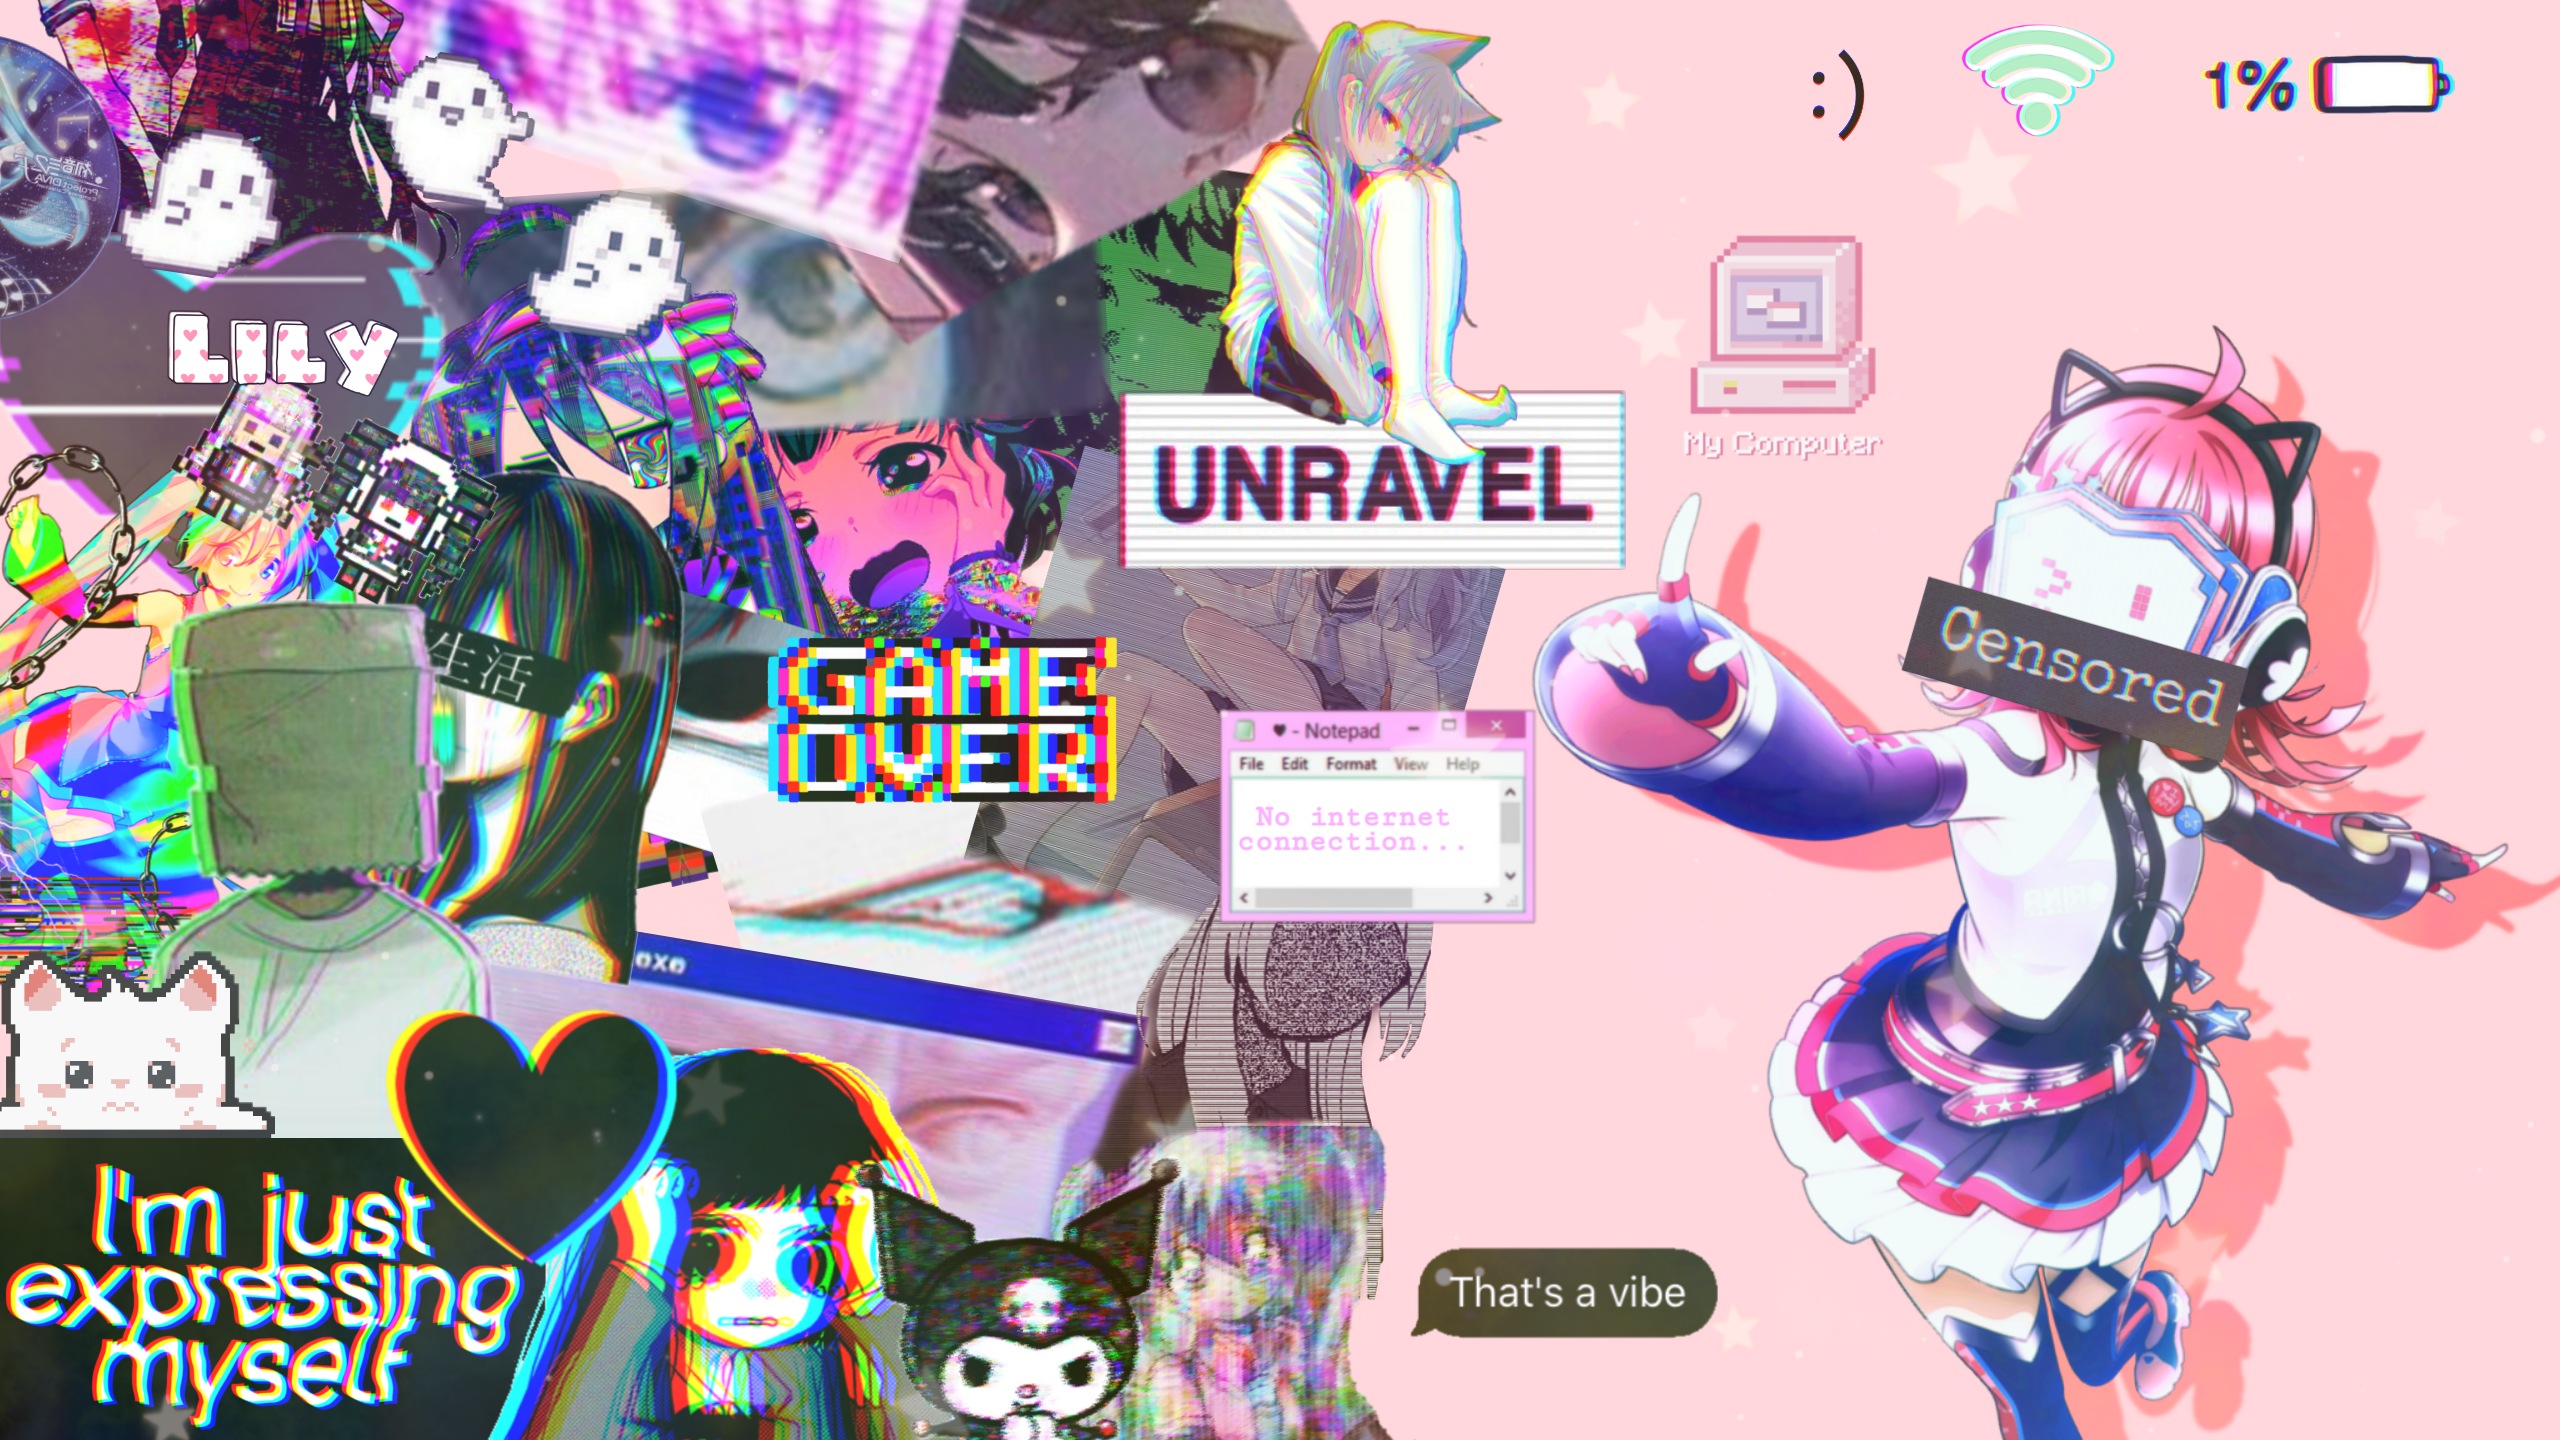 :)
1%
LILY
My Computer
UNRAVEL
Censored
生活
GAME
OVER
♥ - Notepad
File Edit Format View Help
No internet
connection...
exe
I'm just
expressing
myself
That's a vibe